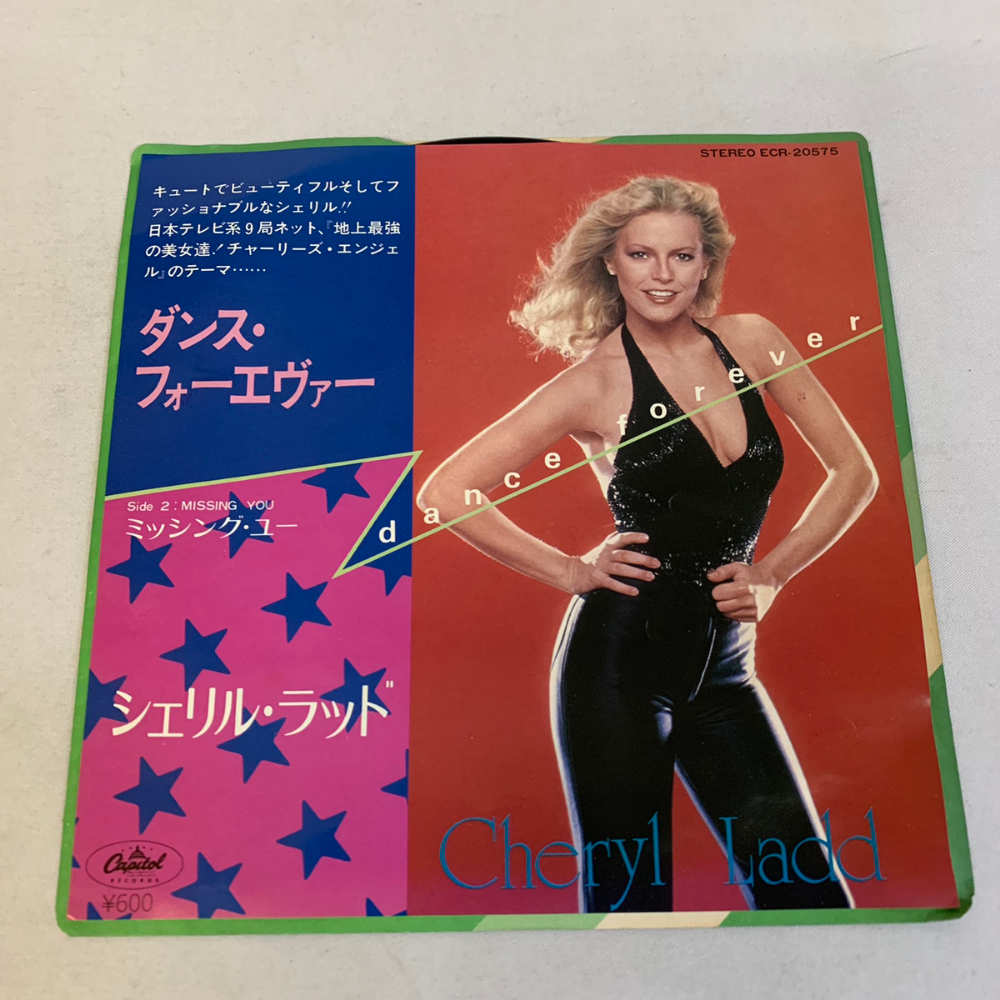 STEREO ECR-20575
キュートでビューティフルそしてフ
ァッショナブルなシェリル!!
日本テレビ系9局ネット、『地上最強
の美女達!チャーリーズ・エンジェ
ル』のテーマ……
ダンス・
フォーエヴァー
dance forever
Side 2 : MISSING YOU
ミッシング・ユー
シェリル・ラッド
Cheryl Ladd
Capitol
RECORDS
¥600